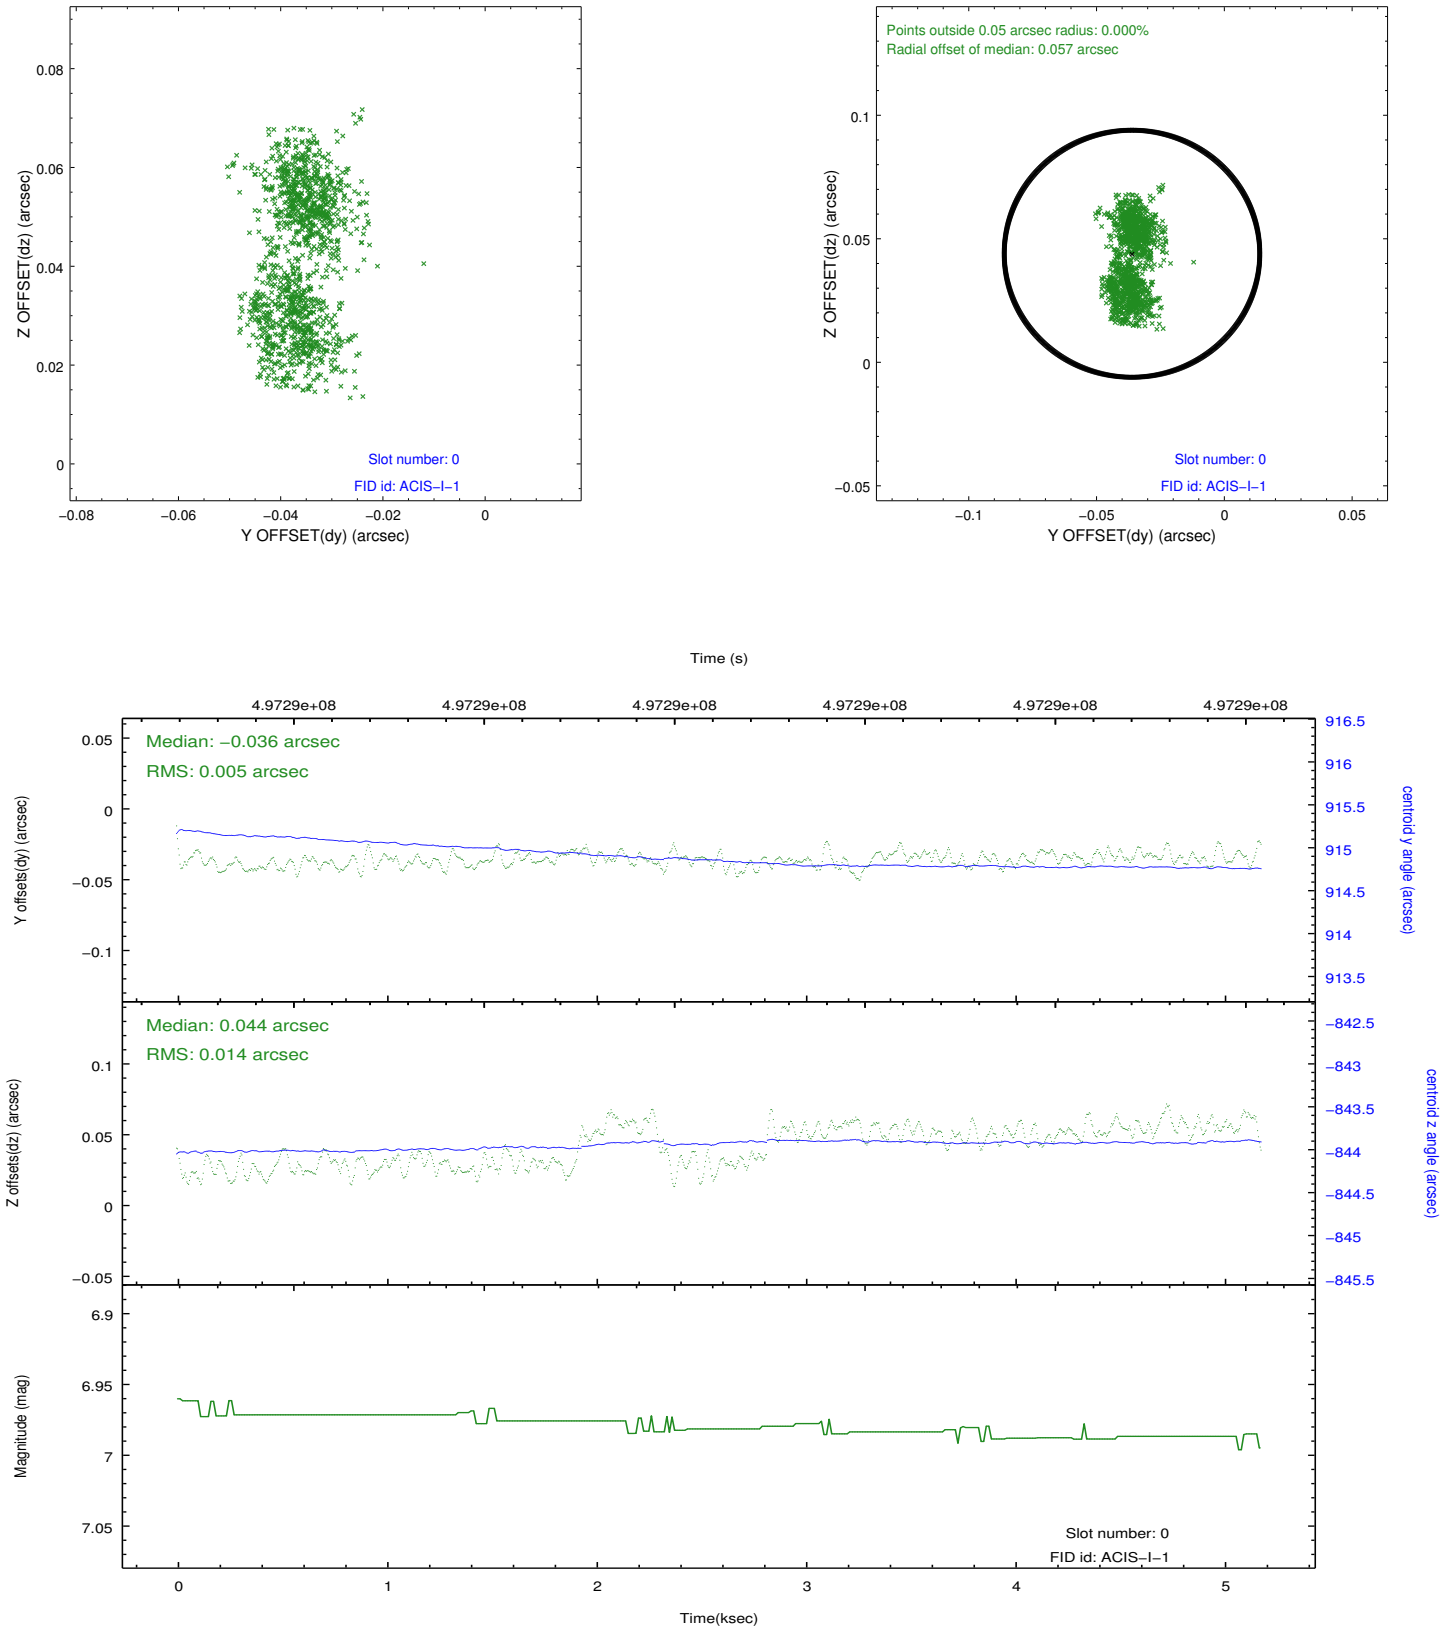 0.08
0.06
0.04
0.02
0
−0.08
−0.06
−0.04
−0.02
0
Z OFFSET(dz) (arcsec)
Y OFFSET(dy) (arcsec)
Slot number: 0
FID id: ACIS−I−1
Points outside 0.05 arcsec radius: 0.000%
Radial offset of median: 0.057 arcsec
0.1
0.05
0
−0.05
−0.1
−0.05
0
0.05
Z OFFSET(dz) (arcsec)
Y OFFSET(dy) (arcsec)
Slot number: 0
FID id: ACIS−I−1
Time (s)
4.9729e+08
4.9729e+08
4.9729e+08
4.9729e+08
4.9729e+08
4.9729e+08
Median: −0.036 arcsec
RMS: 0.005 arcsec
0.05
0
−0.05
−0.1
Y offsets(dy) (arcsec)
916.5
916
915.5
915
914.5
914
913.5
centroid y angle (arcsec)
Median: 0.044 arcsec
RMS: 0.014 arcsec
0.1
0.05
0
−0.05
Z offsets(dz) (arcsec)
−842.5
−843
−843.5
−844
−844.5
−845
−845.5
centroid z angle (arcsec)
6.9
6.95
7
7.05
Magnitude (mag)
Slot number: 0
FID id: ACIS−I−1
0
1
2
3
4
5
Time(ksec)